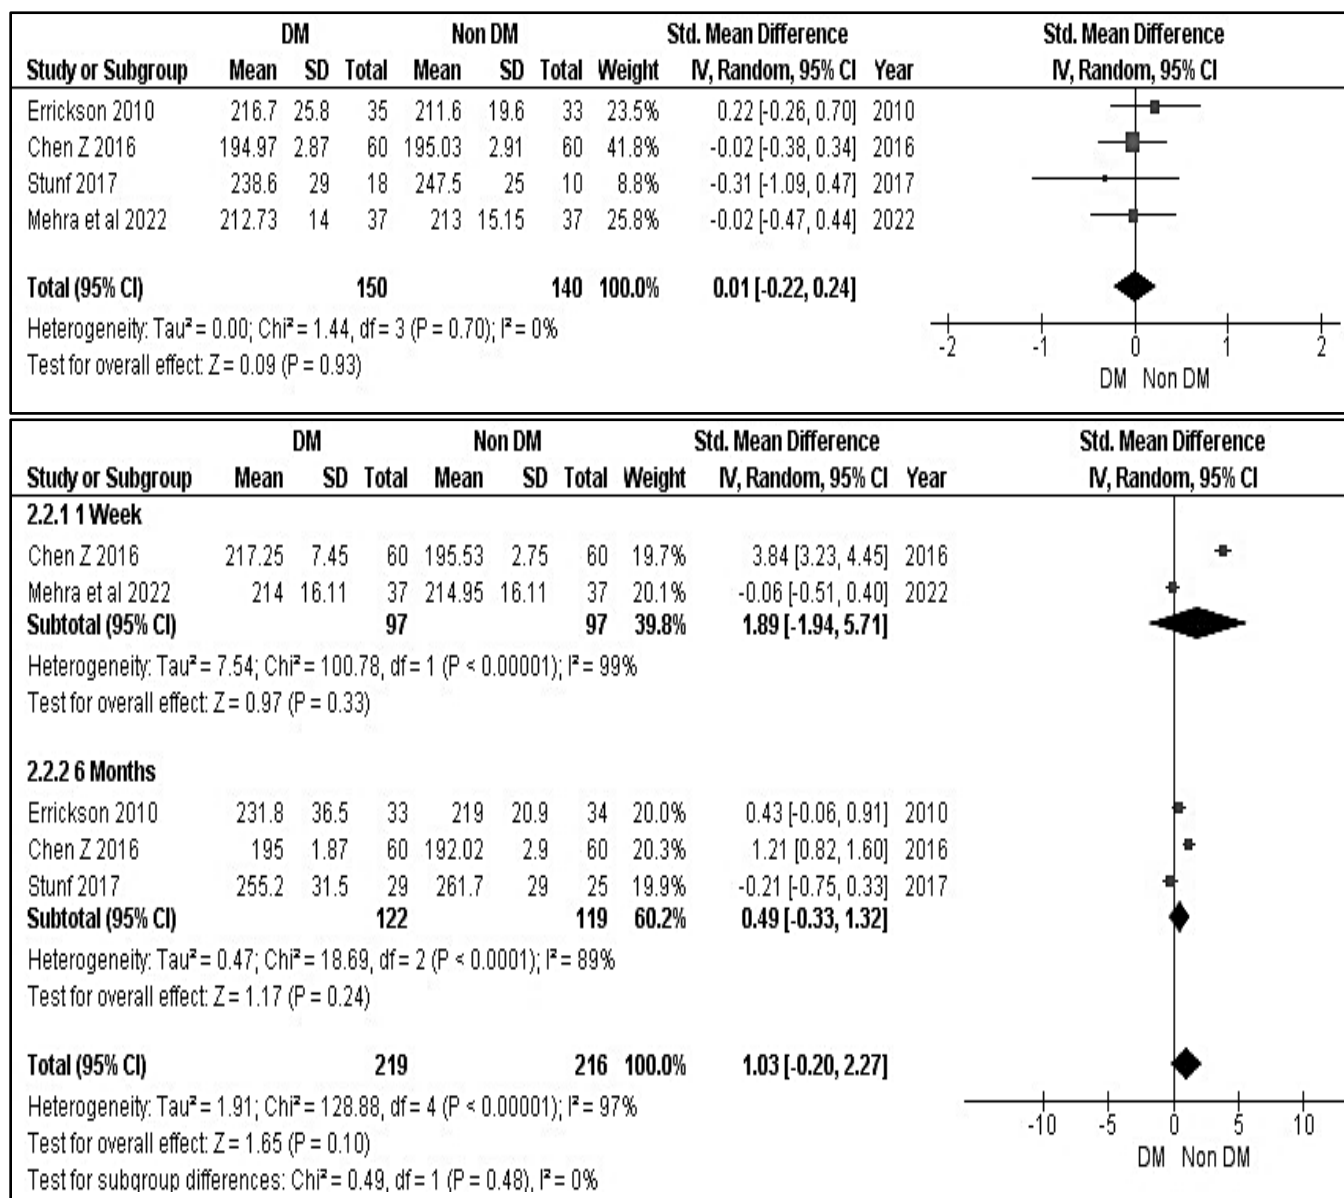 DM Non DM Std. Mean Difference Std. Mean Difference
Study or Subgroup Mean SD Total Mean SD Total Weight IV, Random, 95% CI Year IV, Random, 95% CI
Errickson 2010 216.7 25.8 35 211.6 19.6 33 23.5% 0.22 [-0.26, 0.70] 2010
Chen Z 2016 194.97 2.87 60 195.03 2.91 60 41.8% -0.02 [-0.38, 0.34] 2016
Stunf 2017 238.6 29 18 247.5 25 10 8.8% -0.31 [-1.09, 0.47] 2017
Mehra et al 2022 212.73 14 37 213 15.15 37 25.8% -0.02 [-0.47, 0.44] 2022
Total (95% CI) 150 140 100.0% 0.01 [-0.22, 0.24]
Heterogeneity: Tau² = 0.00; Chi² = 1.44, df = 3 (P = 0.70); I² = 0%
Test for overall effect: Z = 0.09 (P = 0.93)
-2 -1 0 1 2
DM Non DM
DM Non DM Std. Mean Difference Std. Mean Difference
Study or Subgroup Mean SD Total Mean SD Total Weight IV, Random, 95% CI Year IV, Random, 95% CI
2.2.1 1 Week
Chen Z 2016 217.25 7.45 60 195.53 2.75 60 19.7% 3.84 [3.23, 4.45] 2016
Mehra et al 2022 214 16.11 37 214.95 16.11 37 20.1% -0.06 [-0.51, 0.40] 2022
Subtotal (95% CI) 97 97 39.8% 1.89 [-1.94, 5.71]
Heterogeneity: Tau² = 7.54; Chi² = 100.78, df = 1 (P < 0.00001); I² = 99%
Test for overall effect: Z = 0.97 (P = 0.33)
2.2.2 6 Months
Errickson 2010 231.8 36.5 33 219 20.9 34 20.0% 0.43 [-0.06, 0.91] 2010
Chen Z 2016 195 1.87 60 192.02 2.9 60 20.3% 1.21 [0.82, 1.60] 2016
Stunf 2017 255.2 31.5 29 261.7 29 25 19.9% -0.21 [-0.75, 0.33] 2017
Subtotal (95% CI) 122 119 60.2% 0.49 [-0.33, 1.32]
Heterogeneity: Tau² = 0.47; Chi² = 18.69, df = 2 (P < 0.0001); I² = 89%
Test for overall effect: Z = 1.17 (P = 0.24)
Total (95% CI) 219 216 100.0% 1.03 [-0.20, 2.27]
Heterogeneity: Tau² = 1.91; Chi² = 128.88, df = 4 (P < 0.00001); I² = 97%
Test for overall effect: Z = 1.65 (P = 0.10)
Test for subgroup differences: Chi² = 0.49, df = 1 (P = 0.48), I² = 0%
-10 -5 0 5 10
DM Non DM